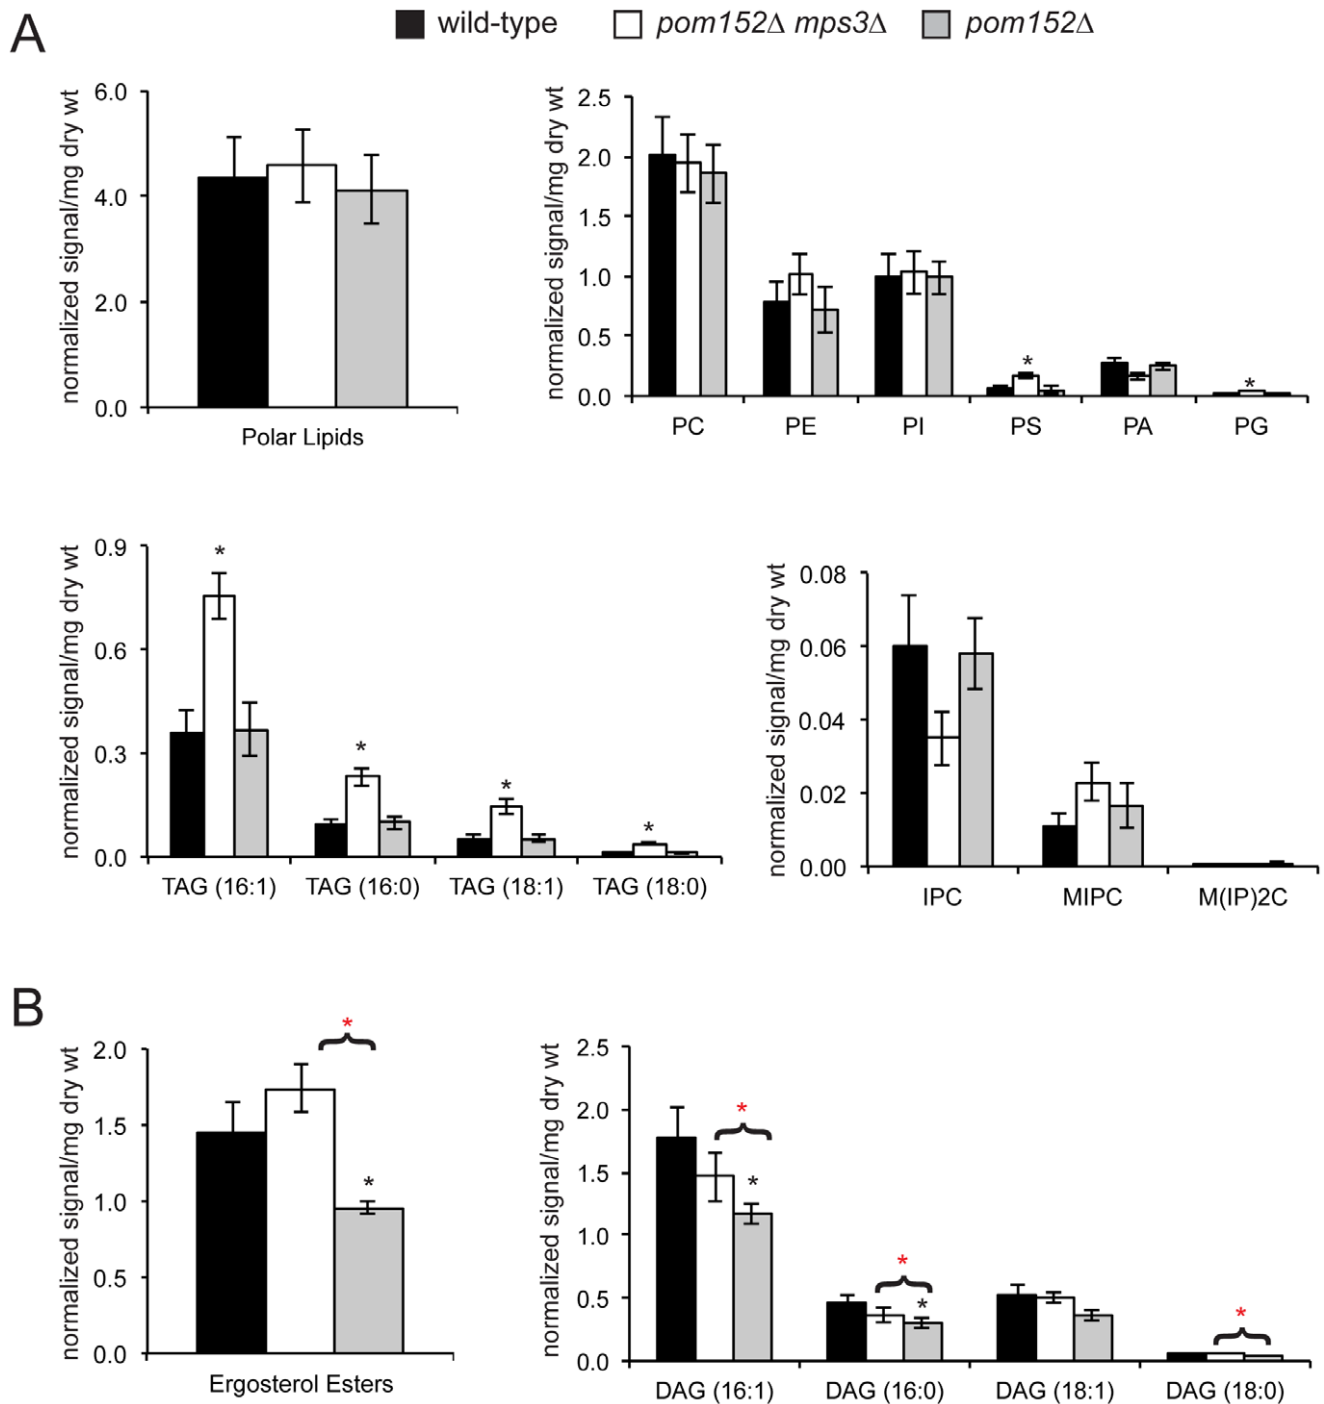 A
wild-type pom152Δ mps3Δ pom152Δ
normalized signal/mg dry wt
6.0
4.0
2.0
0.0
Polar Lipids
normalized signal/mg dry wt
2.5
2.0
1.5
1.0
0.5
0.0
* *
PC PE PI PS PA PG
normalized signal/mg dry wt
0.9
0.6
0.3
0.0
* * * *
TAG (16:1) TAG (16:0) TAG (18:1) TAG (18:0)
normalized signal/mg dry wt
0.08
0.06
0.04
0.02
0.00
IPC MIPC M(IP)2C
B
normalized signal/mg dry wt
2.0
1.5
1.0
0.5
0.0
*
*
Ergosterol Esters
normalized signal/mg dry wt
2.5
2.0
1.5
1.0
0.5
0.0
* * *
* *
DAG (16:1) DAG (16:0) DAG (18:1) DAG (18:0)